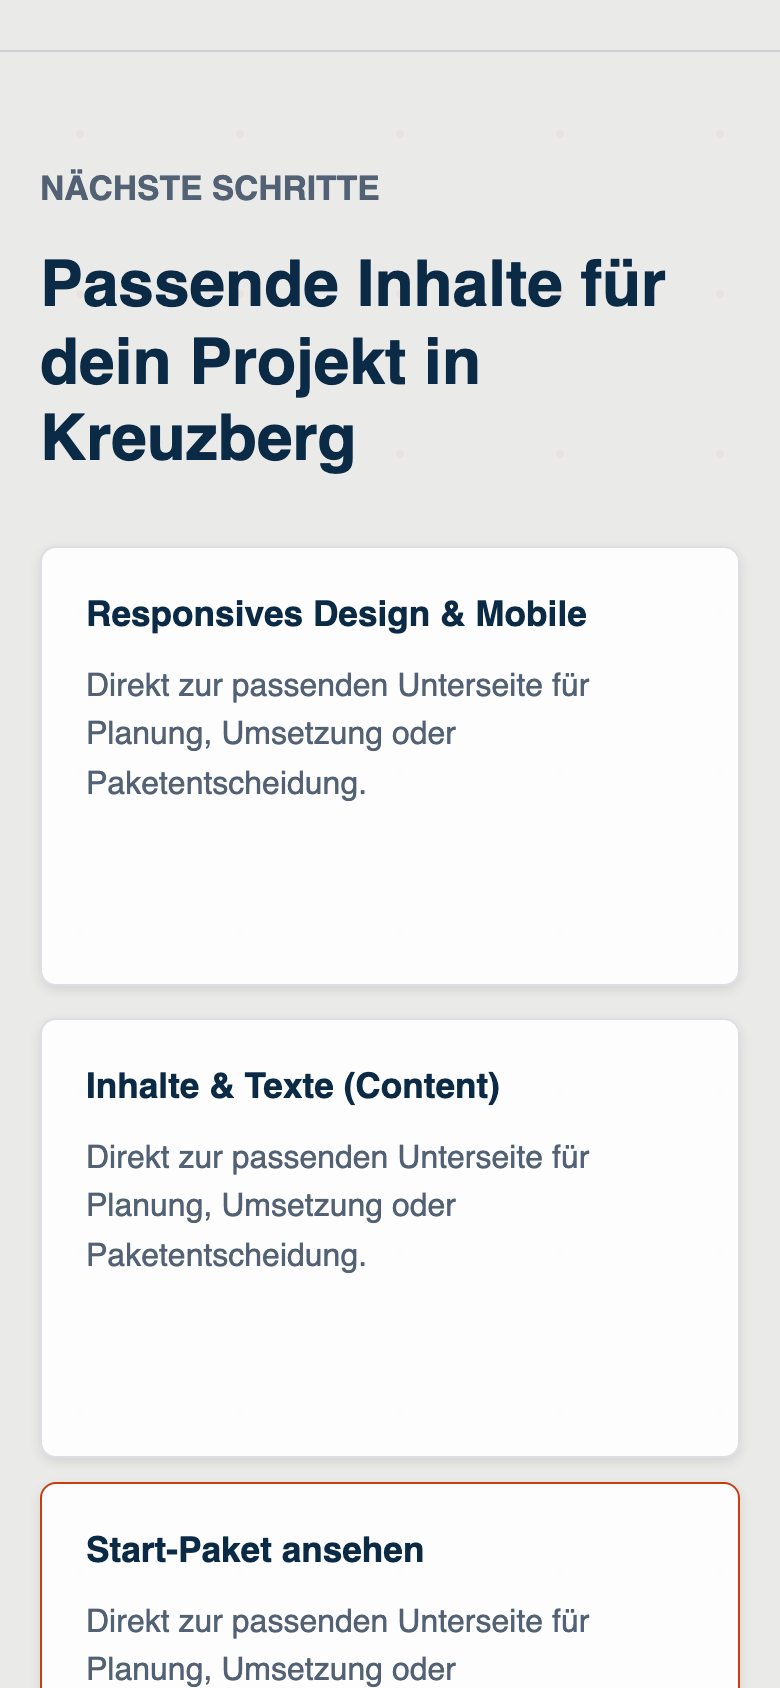 NÄCHSTE SCHRITTE
Passende Inhalte für
dein Projekt in
Kreuzberg
Responsives Design & Mobile
Direkt zur passenden Unterseite für
Planung, Umsetzung oder
Paketentscheidung.
Inhalte & Texte (Content)
Direkt zur passenden Unterseite für
Planung, Umsetzung oder
Paketentscheidung.
Start-Paket ansehen
Direkt zur passenden Unterseite für
Planung, Umsetzung oder